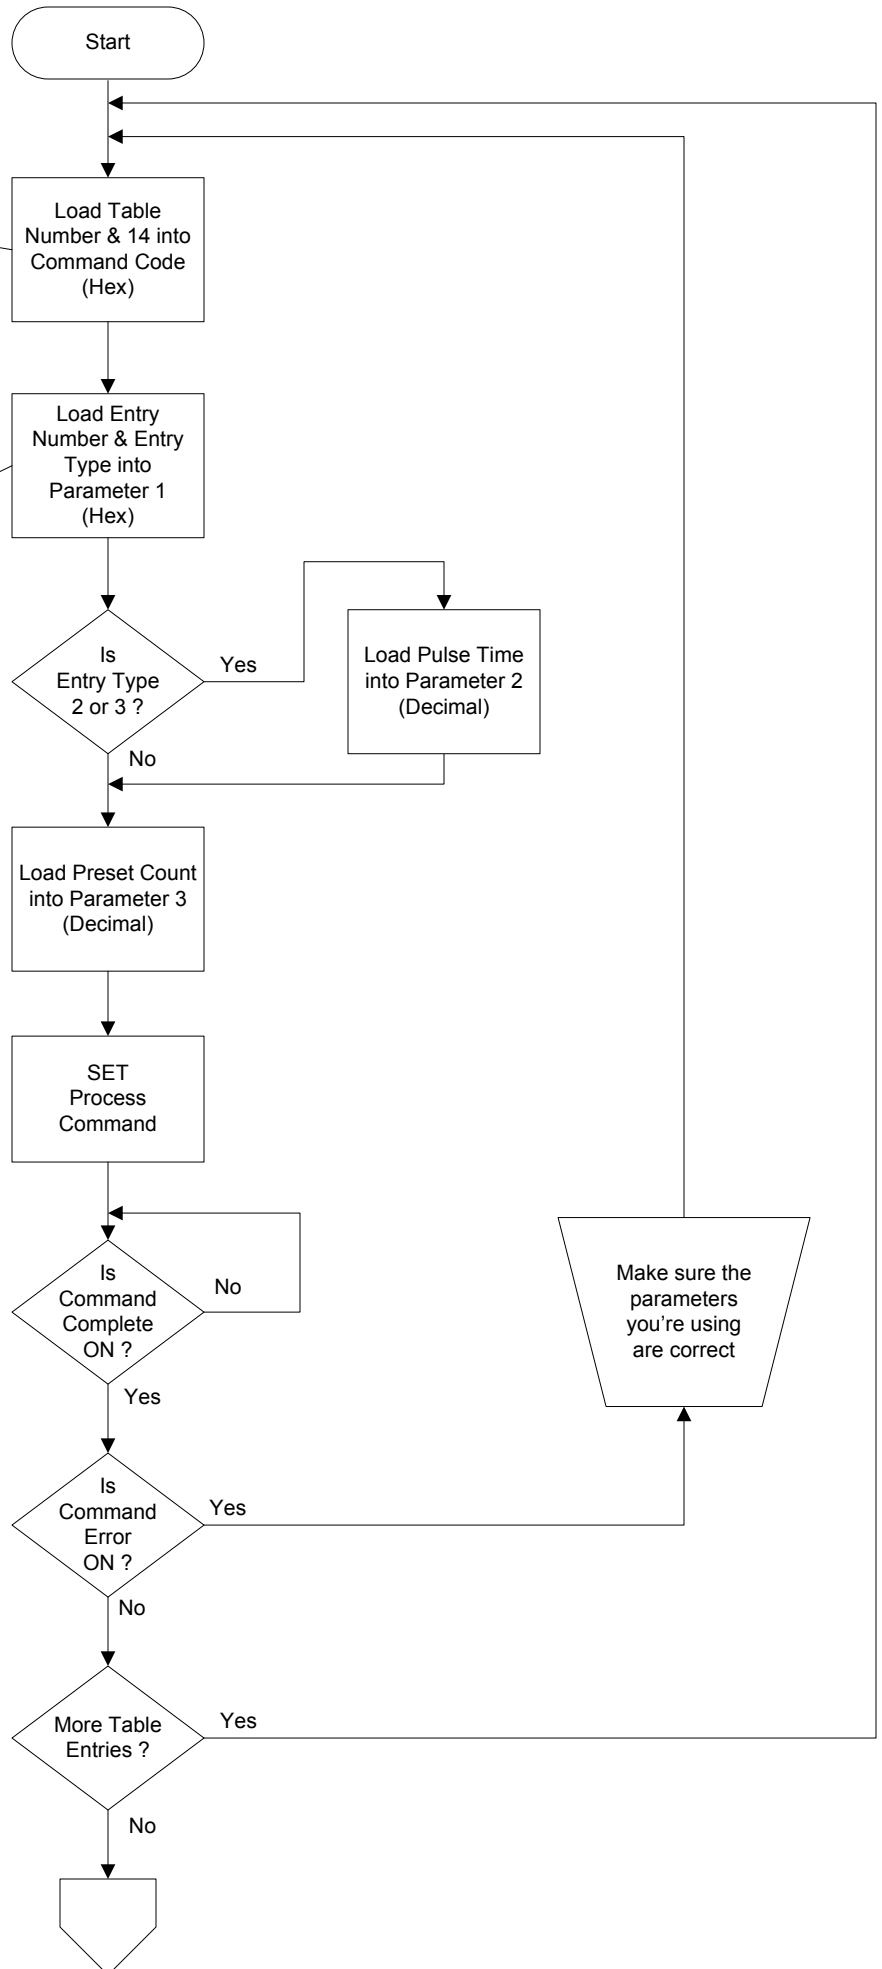 Start
Load Table
Number & 14 into
Command Code
(Hex)
Load Entry
Number & Entry
Type into
Parameter 1
(Hex)
Is
Entry Type
2 or 3 ?
Yes
Load Pulse Time
into Parameter 2
(Decimal)
No
Load Preset Count
into Parameter 3
(Decimal)
SET
Process
Command
Is
Command
Complete
ON ?
No
Make sure the
parameters
you’re using
are correct
Yes
Is
Command
Error
ON ?
Yes
No
More Table
Entries ?
Yes
No